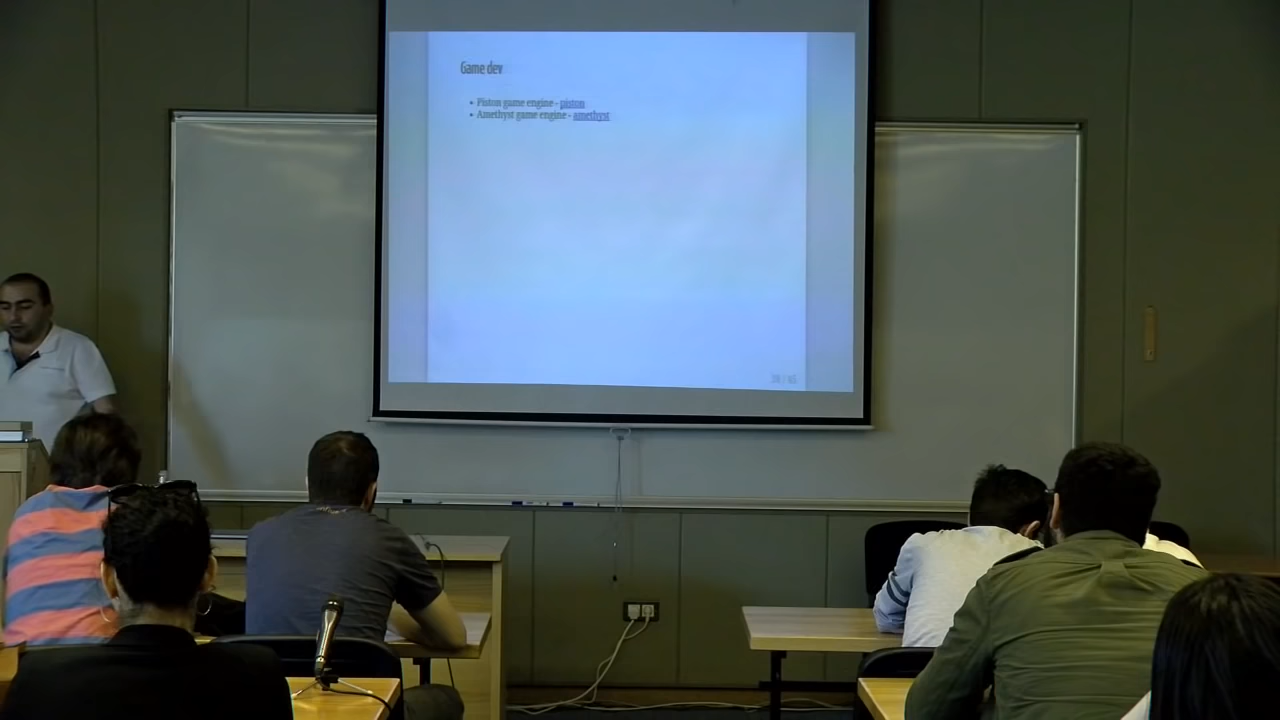 Game dev
• Piston game engine - piston
• Amethyst game engine - amethyst